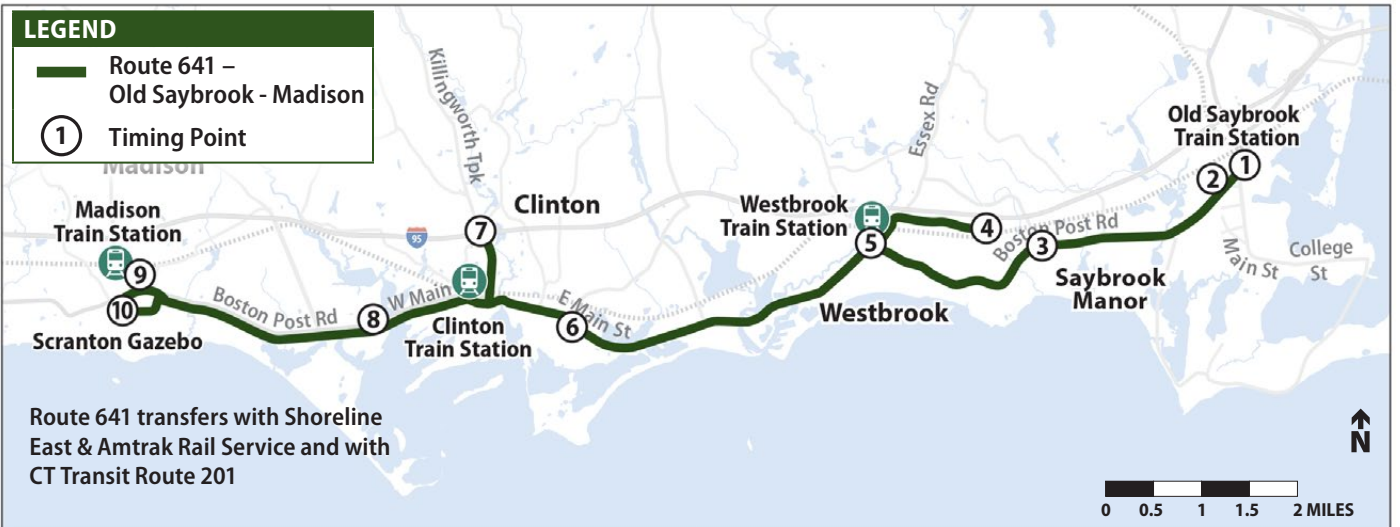 LEGEND
Route 641 –
Old Saybrook - Madison
1
Timing Point
Madison
Killingworth Tpk
Essex Rd
Old Saybrook
Train Station
1
2
Madison
Train Station
Clinton
7
95
Westbrook
Train Station
4
Boston Post Rd
3
5
Main St
College
St
Saybrook
Manor
9
10
Boston Post Rd
8
W Main
E Main St
6
Westbrook
Scranton Gazebo
Clinton
Train Station
Route 641 transfers with Shoreline
East & Amtrak Rail Service and with
CT Transit Route 201
N
0 0.5 1 1.5 2 MILES